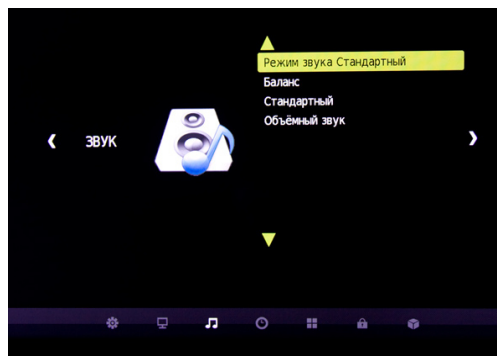 ЗВУК
Режим звука Стандартный
Баланс
Стандартный
Объёмный звук